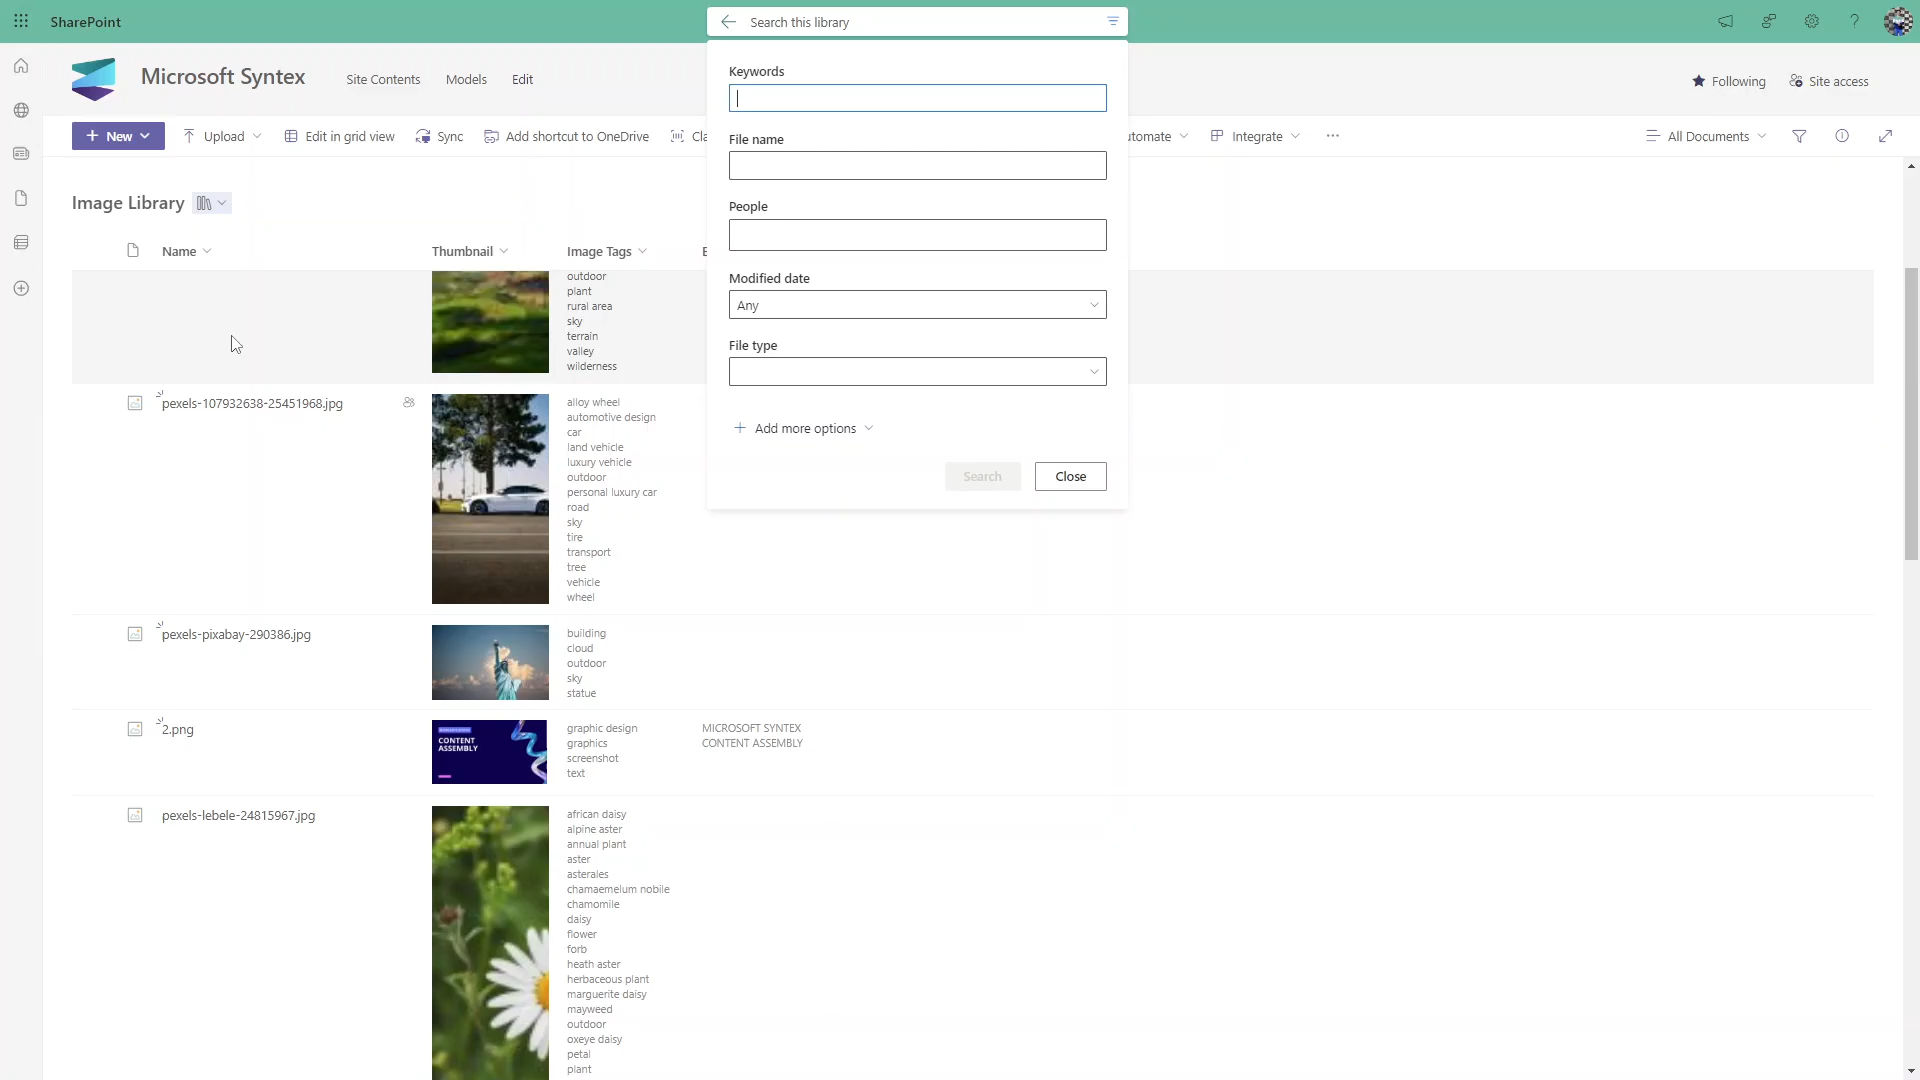 SharePoint
Search this library
Microsoft Syntex
Site Contents
Models
Edit
Following
Site access
New
Upload
Edit in grid view
Sync
Add shortcut to OneDrive
Integrate
All Documents
Keywords
File name
People
Modified date
Any
File type
Add more options
Search
Close
Image Library
Name
Thumbnail
Image Tags
outdoor
plant
rural area
sky
terrain
valley
wilderness
pexels-107932638-25451968.jpg
alloy wheel
automotive design
car
land vehicle
luxury vehicle
outdoor
personal luxury car
road
sky
tire
transport
tree
vehicle
wheel
pexels-pixabay-290386.jpg
building
cloud
outdoor
sky
statue
2.png
CONTENT
ASSEMBLY
graphic design
graphics
screenshot
text
MICROSOFT SYNTEX
CONTENT ASSEMBLY
pexels-lebele-24815967.jpg
african daisy
alpine aster
annual plant
aster
asterales
chamaemelum nobile
chamomile
daisy
flower
forb
heath aster
herbaceous plant
marguerite daisy
mayweed
outdoor
oxeye daisy
petal
plant